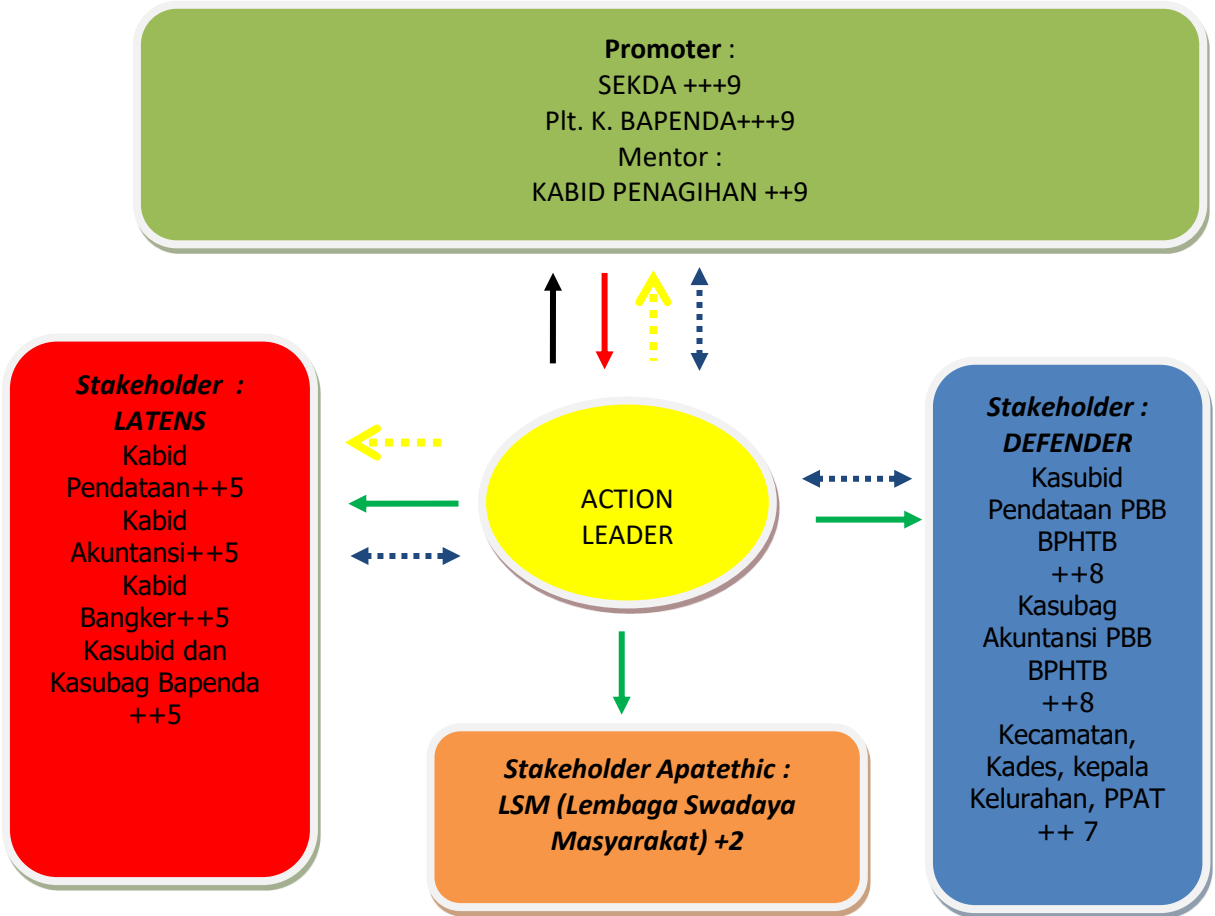 Promoter :
SEKDA +++9
Plt. K. BAPENDA+++9
Mentor :
KABID PENAGIHAN ++9
Stakeholder :
LATENS
Kabid
Pendataan++5
Kabid
Akuntansi++5
Kabid
Bangker++5
Kasubid dan
Kasubag Bapenda
++5
ACTION
LEADER
Stakeholder :
DEFENDER
Kasubid
Pendataan PBB
BPHTB
++8
Kasubag
Akuntansi PBB
BPHTB
++8
Kecamatan,
Kades, kepala
Kelurahan, PPAT
++ 7
Stakeholder Apatethic :
LSM (Lembaga Swadaya
Masyarakat) +2